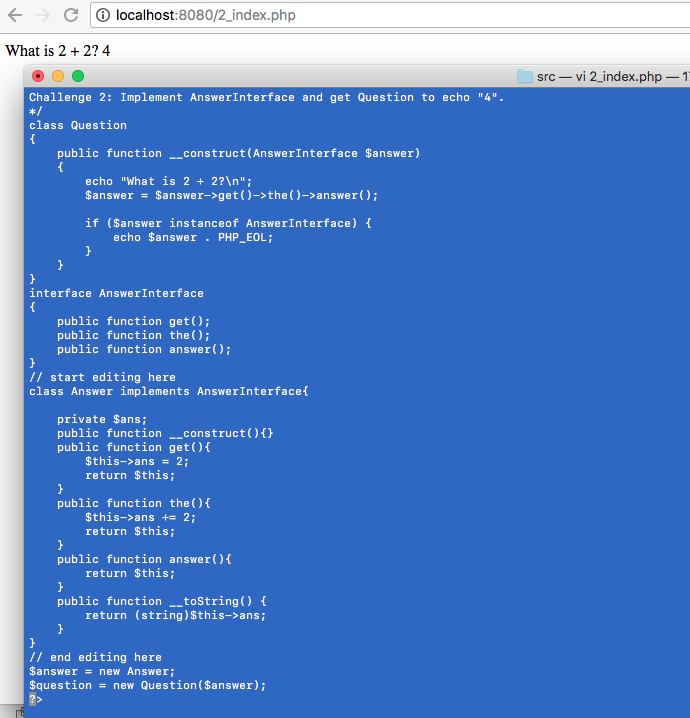 localhost:8080/2_index.php
What is 2 + 2? 4
src — vi 2_index.php — 1
Challenge 2: Implement AnswerInterface and get Question to echo "4".
*/
class Question
{
    public function __construct(AnswerInterface $answer)
    {
        echo "What is 2 + 2?\n";
        $answer = $answer->get()->the()->answer();

        if ($answer instanceof AnswerInterface) {
            echo $answer . PHP_EOL;
        }
    }
}
interface AnswerInterface
{
    public function get();
    public function the();
    public function answer();
}
// start editing here
class Answer implements AnswerInterface{

    private $ans;
    public function __construct(){}
    public function get(){
        $this->ans = 2;
        return $this;
    }
    public function the(){
        $this->ans += 2;
        return $this;
    }
    public function answer(){
        return $this;
    }
    public function __toString() {
        return (string)$this->ans;
    }
}
// end editing here
$answer = new Answer;
$question = new Question($answer);
?>